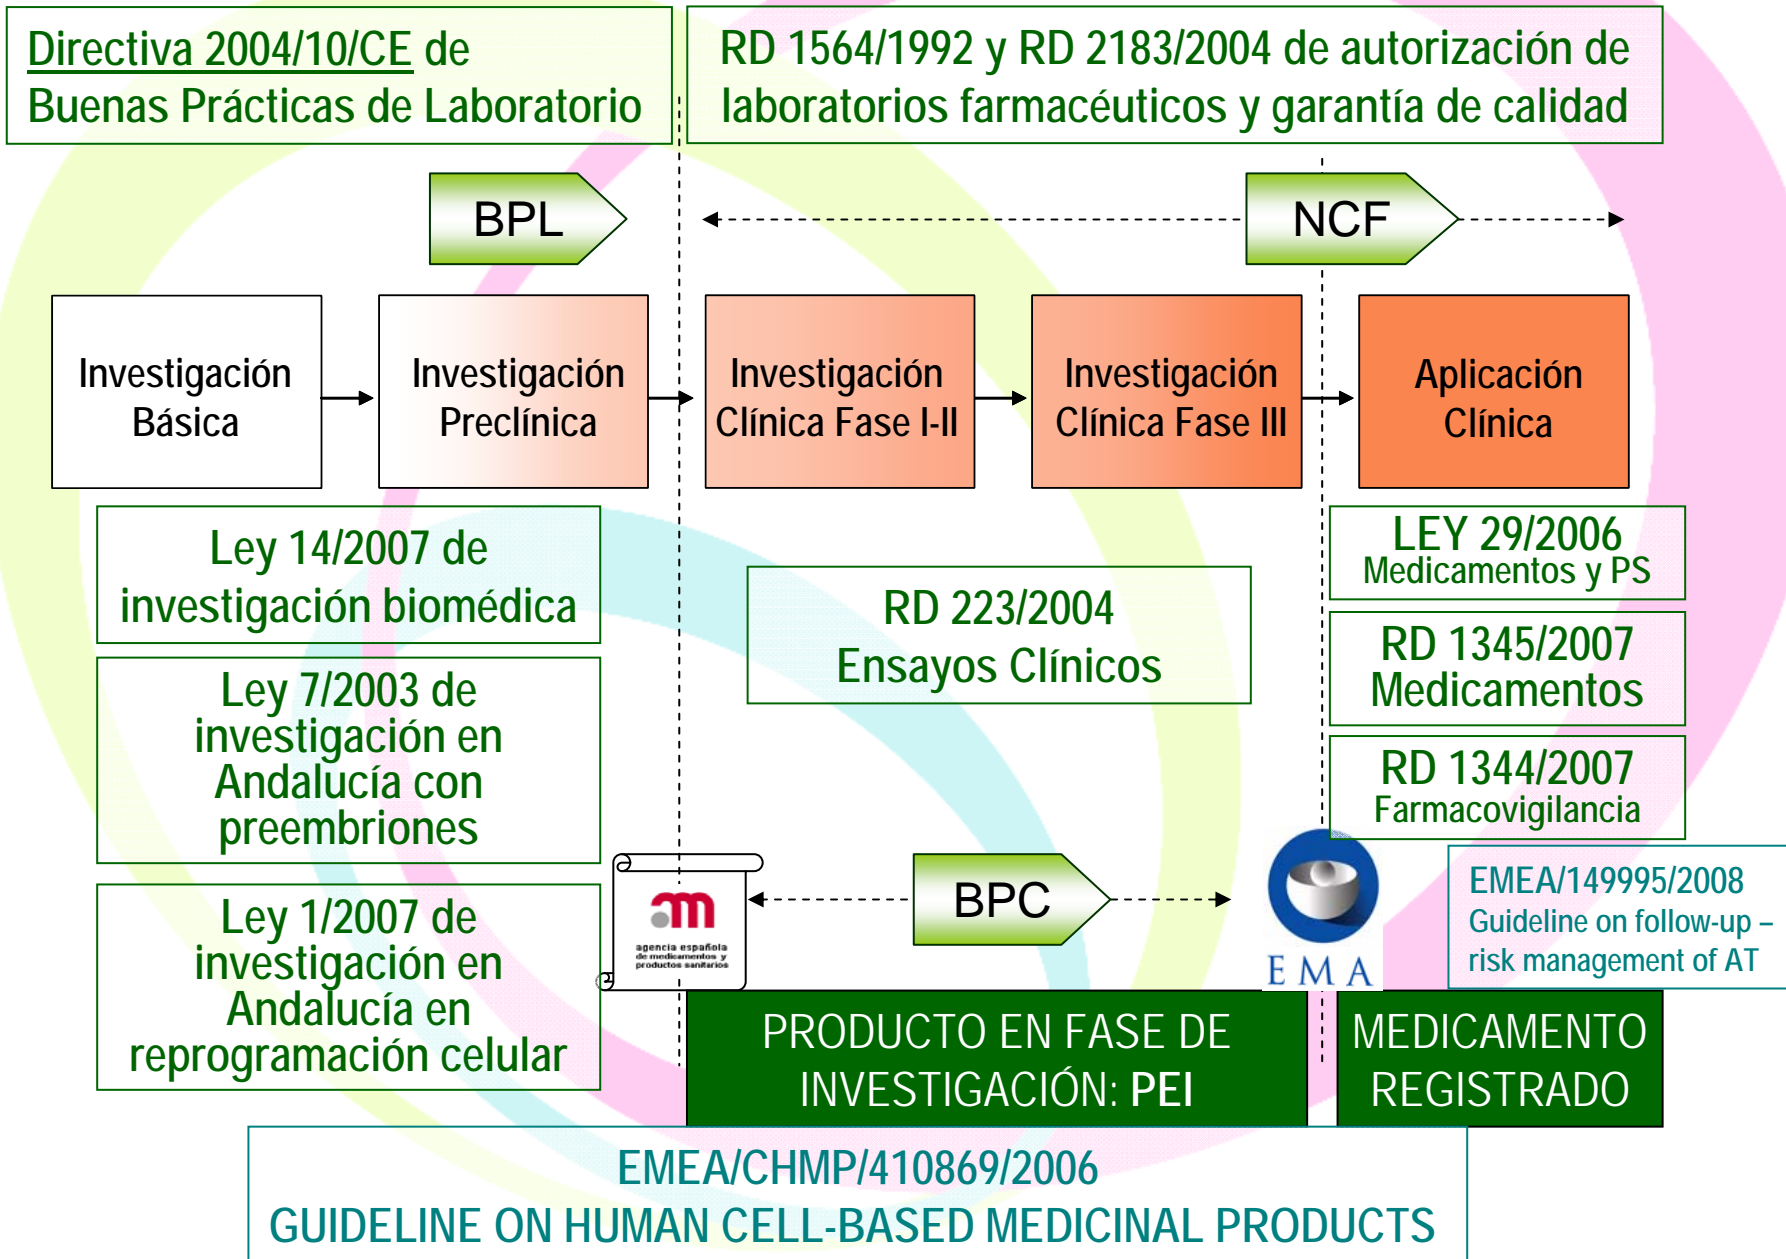 Directiva 2004/10/CE de
Buenas Prácticas de Laboratorio
RD 1564/1992 y RD 2183/2004 de autorización de
laboratorios farmacéuticos y garantía de calidad
BPL
NCF
Investigación
Básica
Investigación
Preclínica
Investigación
Clínica Fase I-II
Investigación
Clínica Fase III
Aplicación
Clínica
Ley 14/2007 de
investigación biomédica
Ley 7/2003 de
investigación en
Andalucía con
preembriones
Ley 1/2007 de
investigación en
Andalucía en
reprogramación celular
RD 223/2004
Ensayos Clínicos
LEY 29/2006
Medicamentos y PS
RD 1345/2007
Medicamentos
RD 1344/2007
Farmacovigilancia
am
agencia española
de medicamentos y
productos sanitarios
BPC
EMA
EMEA/149995/2008
Guideline on follow-up –
risk management of AT
PRODUCTO EN FASE DE
INVESTIGACIÓN: PEI
MEDICAMENTO
REGISTRADO
EMEA/CHMP/410869/2006
GUIDELINE ON HUMAN CELL-BASED MEDICINAL PRODUCTS